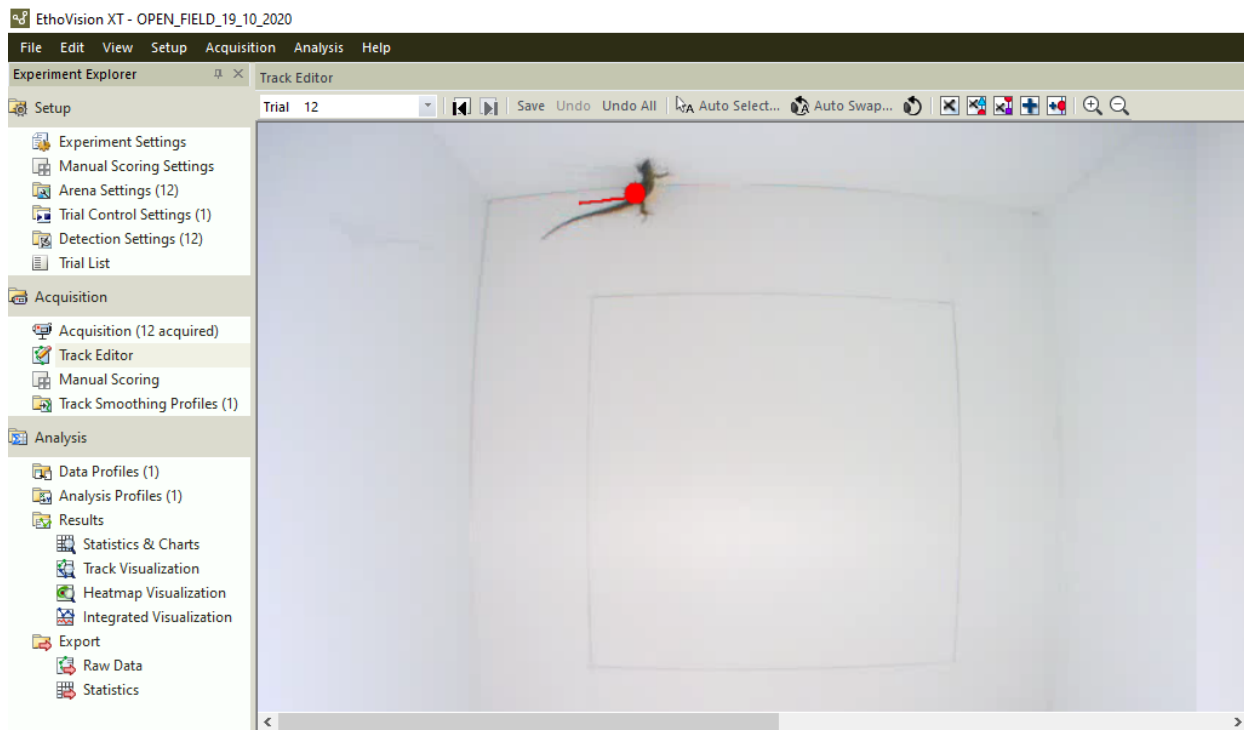 EthoVision XT - OPEN_FIELD_19_10_2020
File Edit View Setup Acquisition Analysis Help
Experiment Explorer
Track Editor
Setup
Trial 12
Save Undo Undo All Auto Select... Auto Swap...
Experiment Settings
Manual Scoring Settings
Arena Settings (12)
Trial Control Settings (1)
Detection Settings (12)
Trial List
Acquisition
Acquisition (12 acquired)
Track Editor
Manual Scoring
Track Smoothing Profiles (1)
Analysis
Data Profiles (1)
Analysis Profiles (1)
Results
Statistics & Charts
Track Visualization
Heatmap Visualization
Integrated Visualization
Export
Raw Data
Statistics